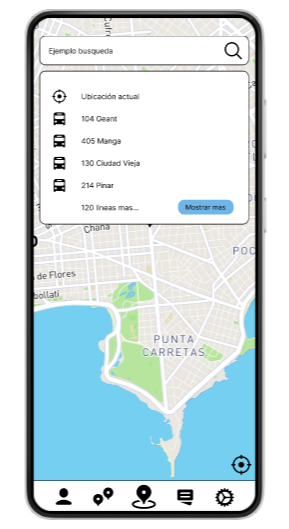 Ejemplo busqueda
Ubicación actual
104 Geant
405 Manga
130 Ciudad Vieja
214 Pinar
120 lineas mas...
Mostrar mas
Chaná
POC
de Flores
bollati
PUNTA
CARRETAS